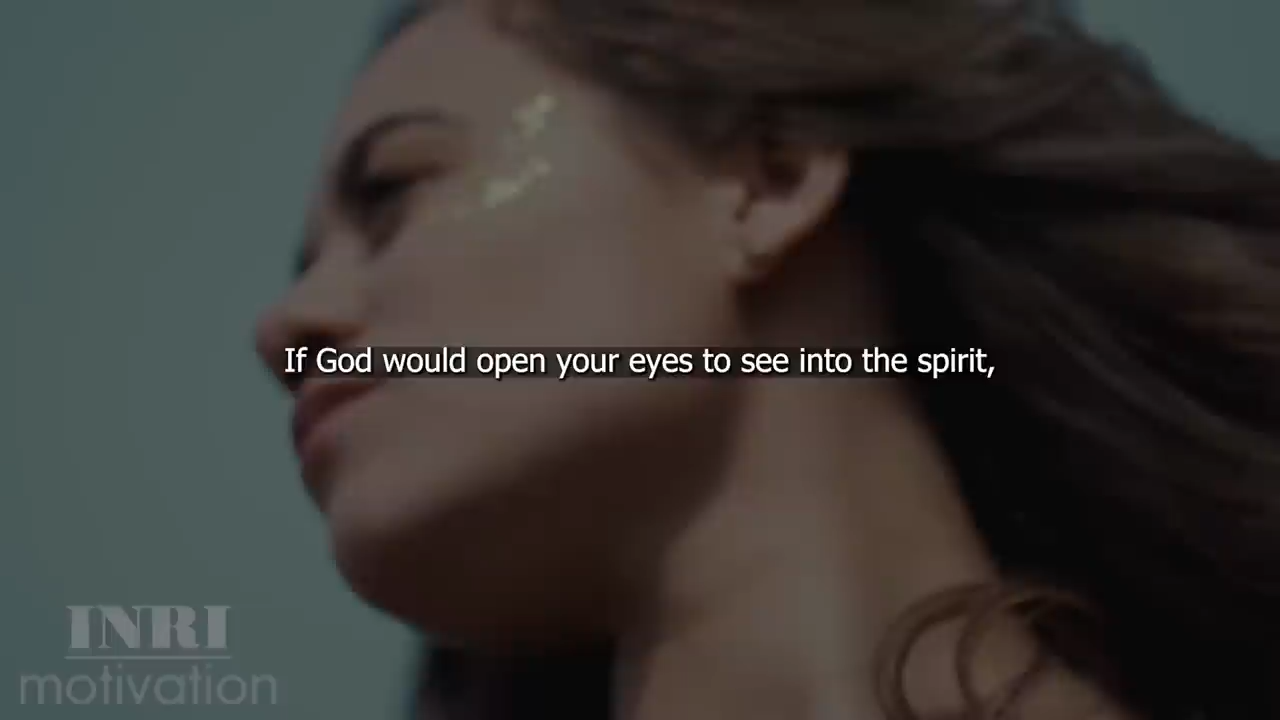 If God would open your eyes to see into the spirit,
INRI
motivation